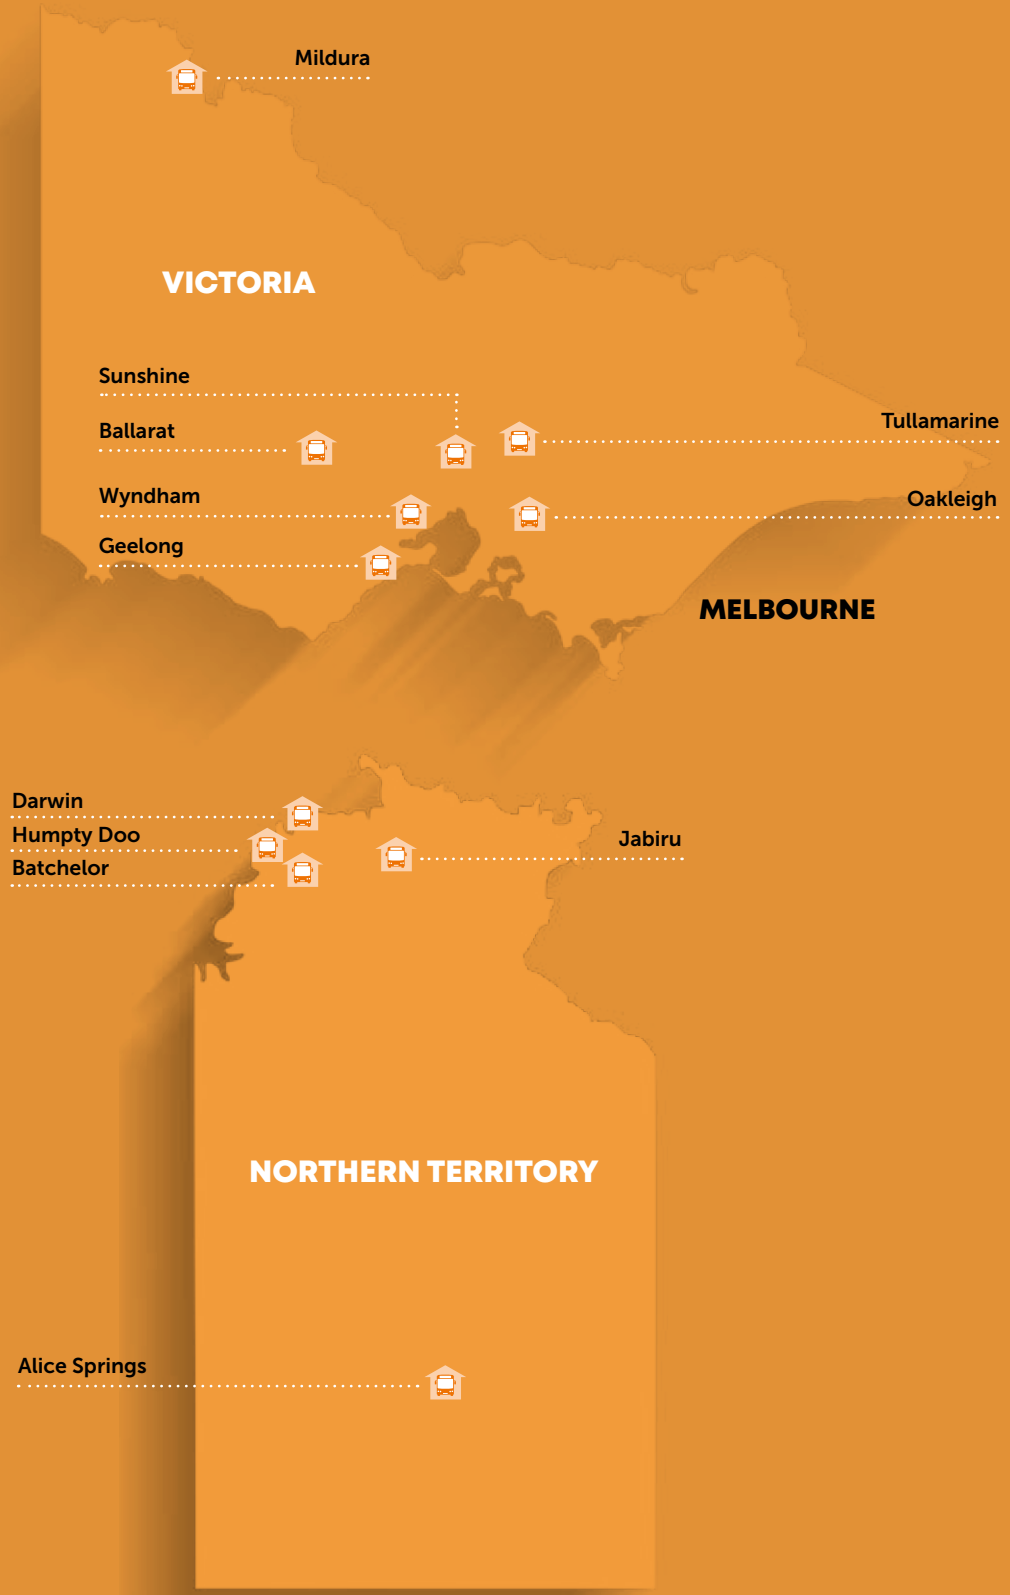 Mildura
VICTORIA
Sunshine
Ballarat
Tullamarine
Wyndham
Oakleigh
Geelong
MELBOURNE
Darwin
Humpty Doo
Jabiru
Batchelor
NORTHERN TERRITORY
Alice Springs